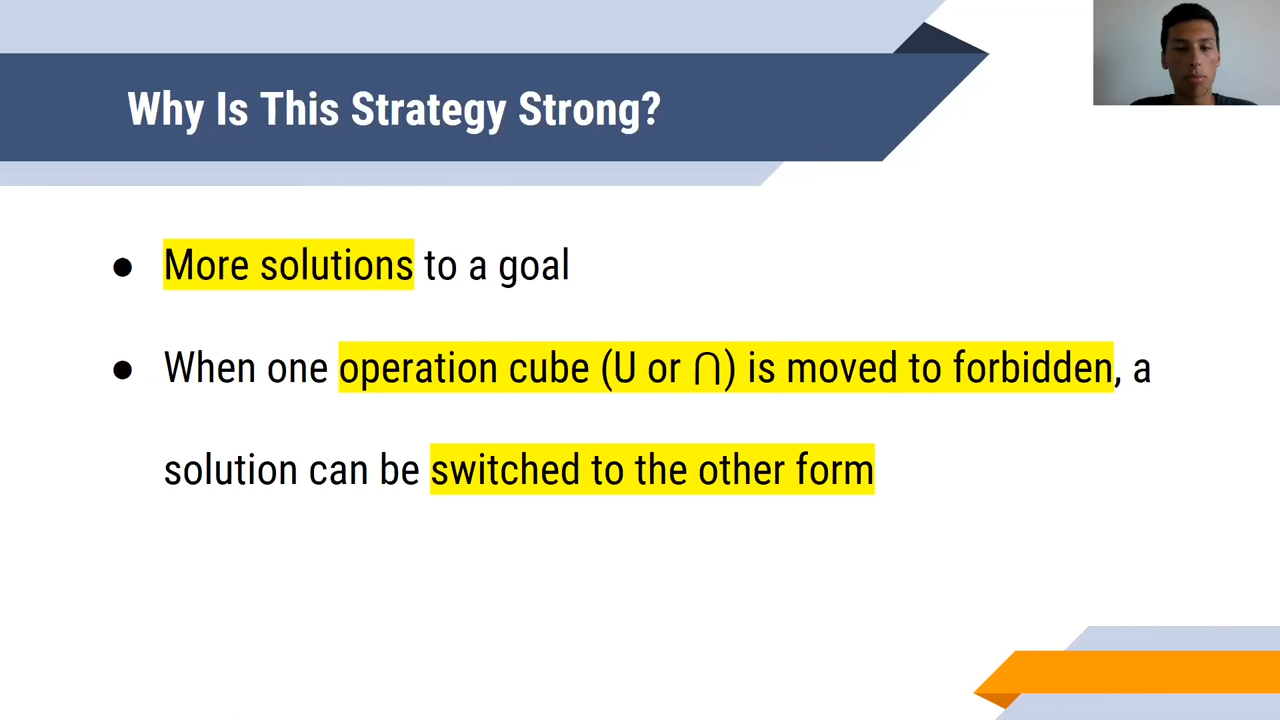 Why Is This Strategy Strong?
● More solutions to a goal
● When one operation cube (U or ⋂) is moved to forbidden, a
solution can be switched to the other form